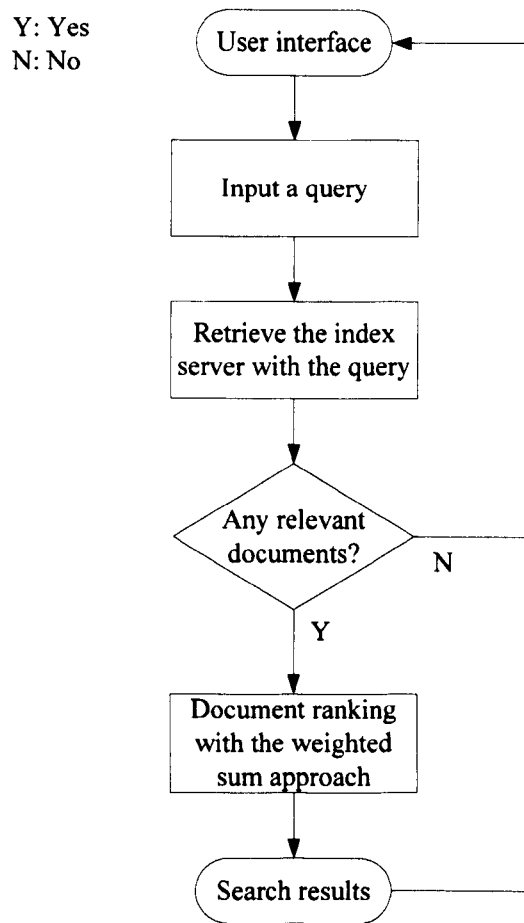 Y: Yes
N: No
User interface
Input a query
Retrieve the index
server with the query
Any relevant
documents?
N
Y
Document ranking
with the weighted
sum approach
Search results